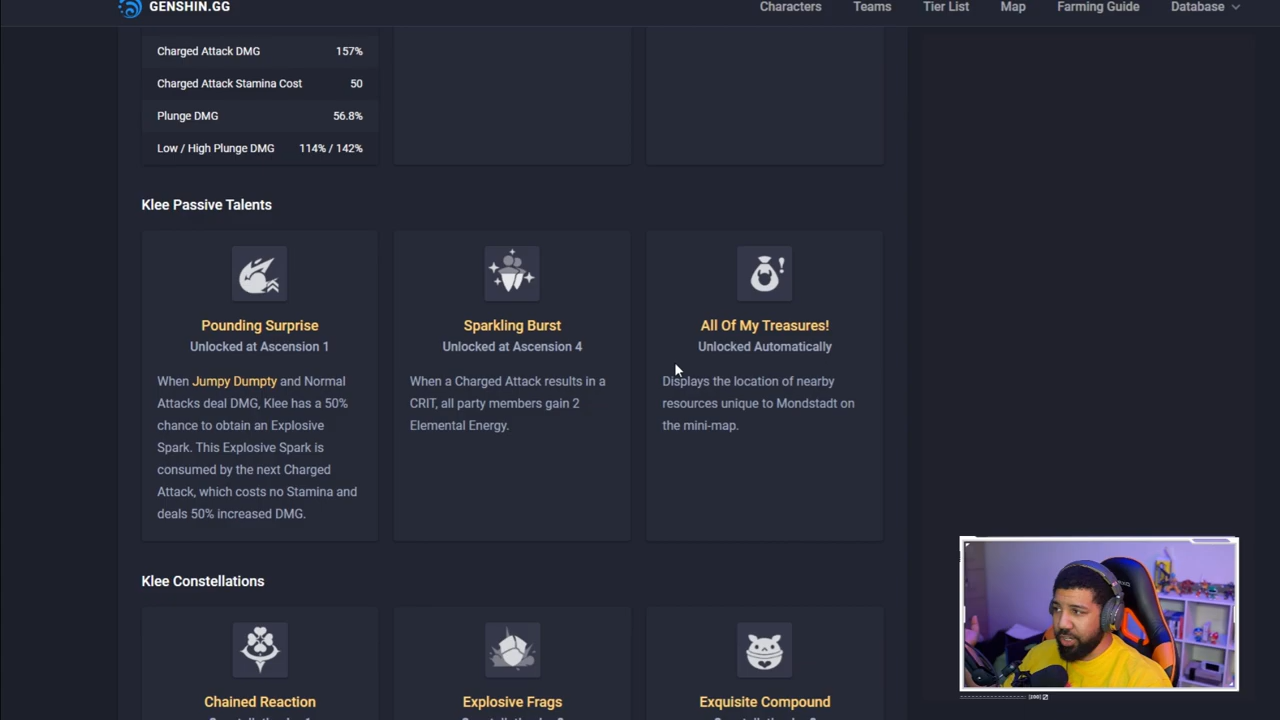 GENSHIN.GG
Characters
Teams
Tier List
Map
Farming Guide
Database
Charged Attack DMG 157%
Charged Attack Stamina Cost 50
Plunge DMG 56.8%
Low / High Plunge DMG 114% / 142%
Klee Passive Talents
Pounding Surprise
Unlocked at Ascension 1
When Jumpy Dumpty and Normal
Attacks deal DMG, Klee has a 50%
chance to obtain an Explosive
Spark. This Explosive Spark is
consumed by the next Charged
Attack, which costs no Stamina and
deals 50% increased DMG.
Sparkling Burst
Unlocked at Ascension 4
When a Charged Attack results in a
CRIT, all party members gain 2
Elemental Energy.
All Of My Treasures!
Unlocked Automatically
Displays the location of nearby
resources unique to Mondstadt on
the mini-map.
Klee Constellations
Chained Reaction
Explosive Frags
Exquisite Compound